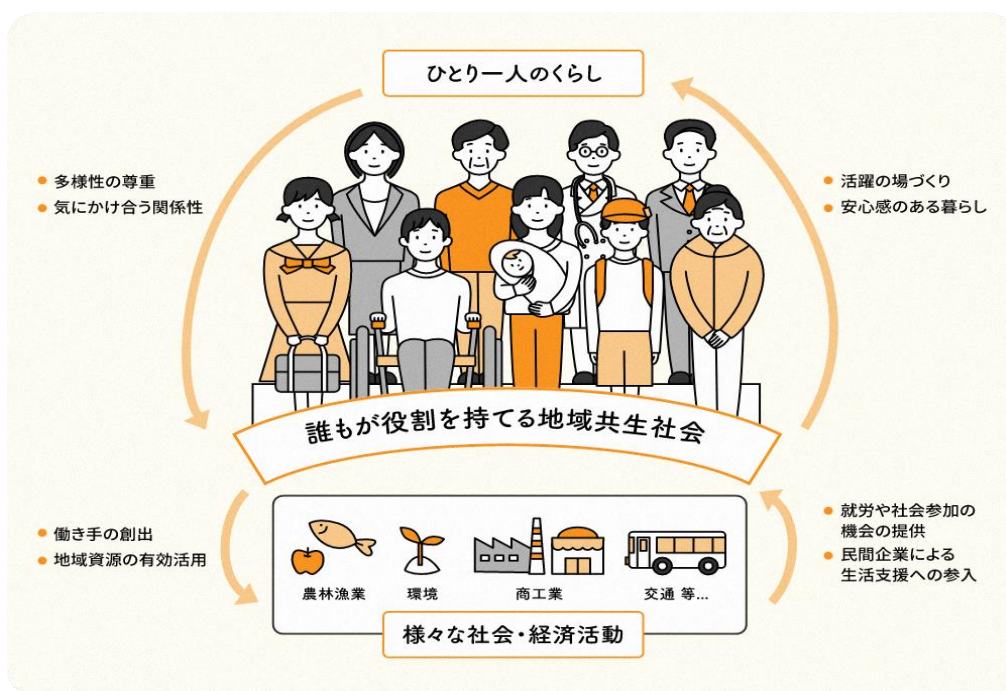 ひとり一人のくらし
多様性の尊重
気にかけ合う関係性
活躍の場づくり
安心感のある暮らし
誰もが役割を持てる地域共生社会
働き手の創出
地域資源の有効活用
就労や社会参加の
機会の提供
民間企業による
生活支援への参入
農林漁業
環境
商工業
交通 等...
様々な社会・経済活動